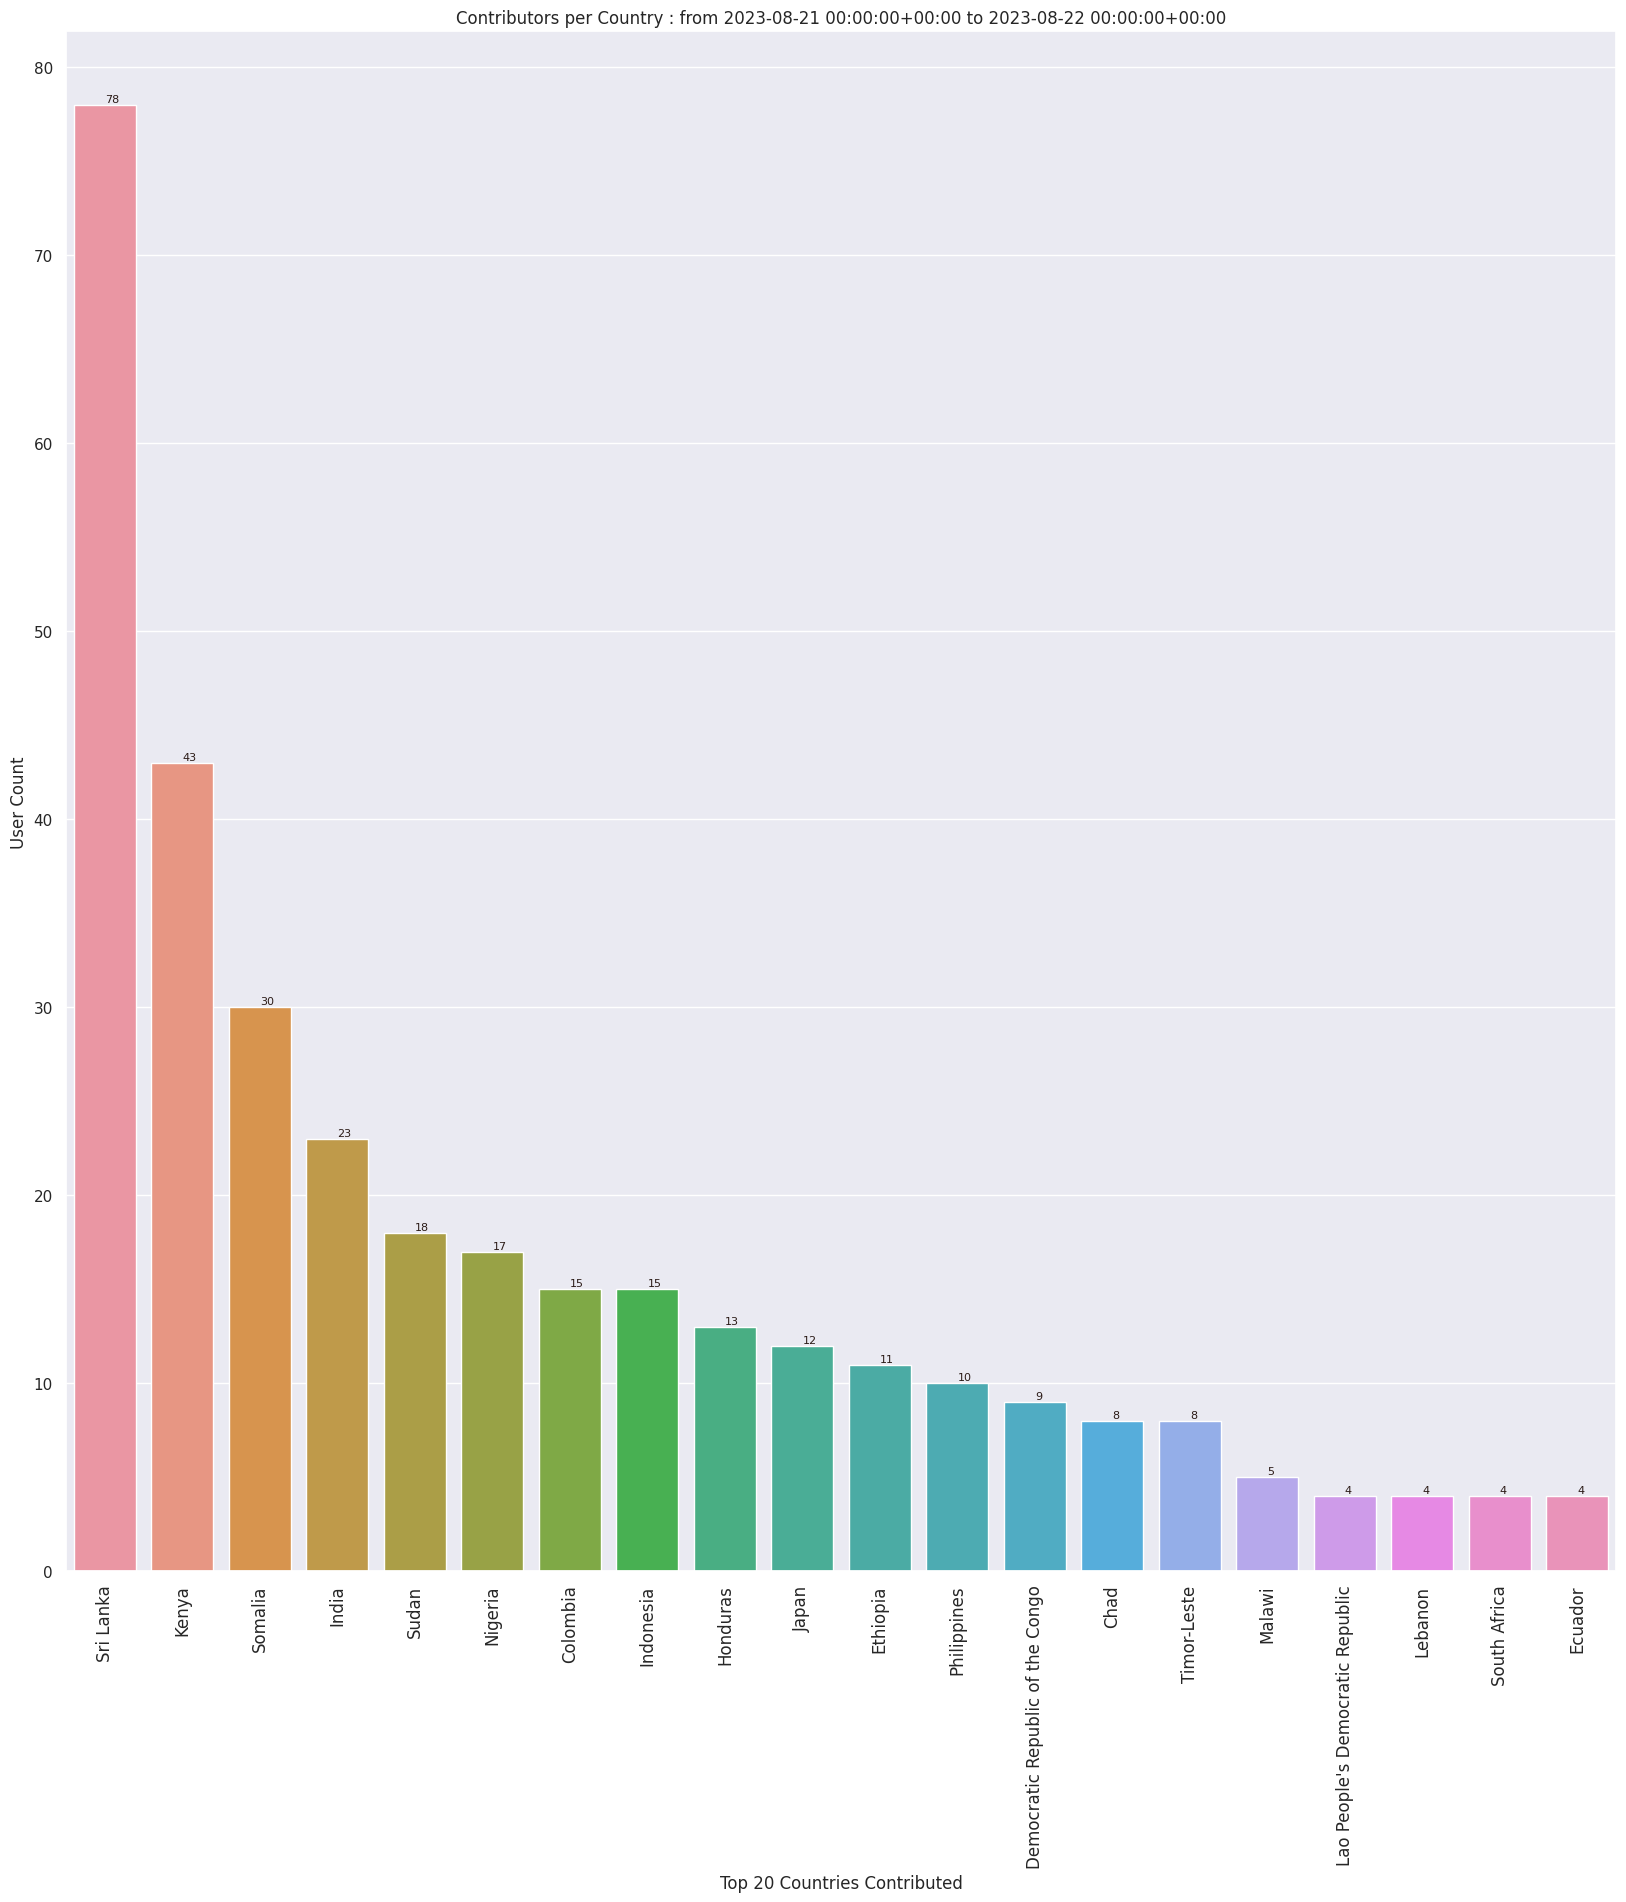 Contributors per Country : from 2023-08-21 00:00:00+00:00 to 2023-08-22 00:00:00+00:00
80
70
60
50
40
30
20
10
0
User Count
78
43
30
23
18
17
15
15
13
12
11
10
9
8
8
5
4
4
4
4
Sri Lanka
Kenya
Somalia
India
Sudan
Nigeria
Colombia
Indonesia
Honduras
Japan
Ethiopia
Philippines
Democratic Republic of the Congo
Chad
Timor-Leste
Malawi
Lao People's Democratic Republic
Lebanon
South Africa
Ecuador
Top 20 Countries Contributed